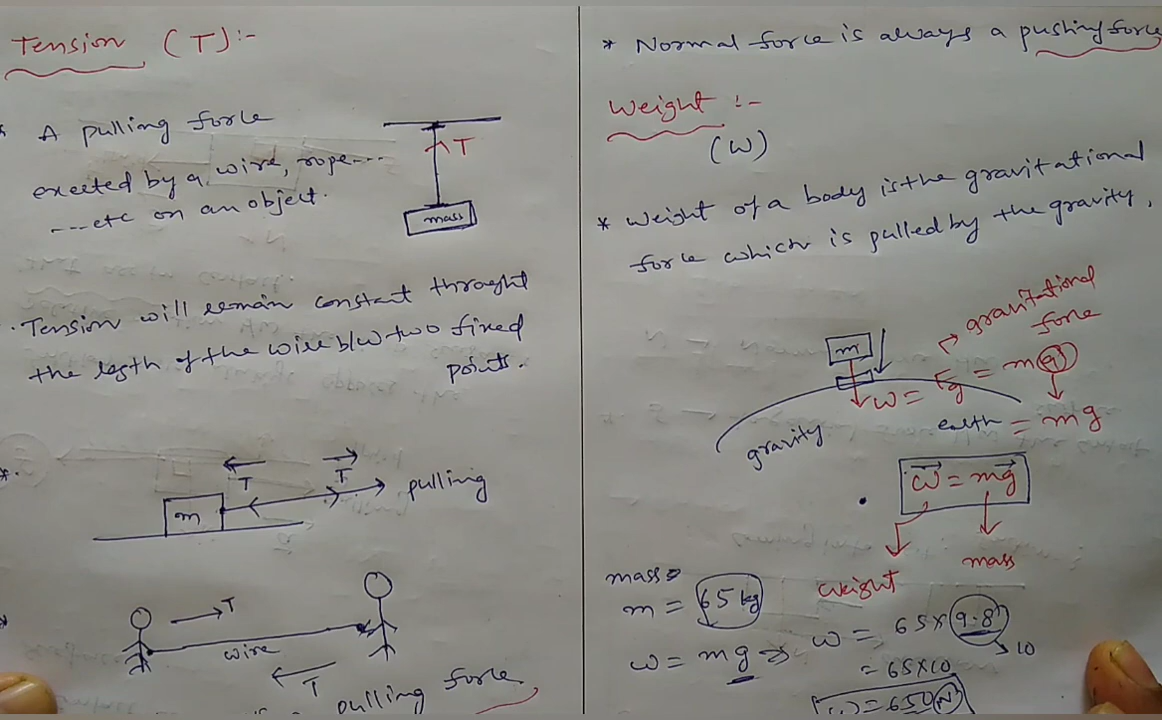 Tension (T):-
* A pulling force
exerted by a wire, rope---
---etc on an object.
T
mass
Tension will remain constant throught
the legth of the wire b/w two fixed
points.
*.
T
T
pulling
m
T
wire
T
pulling force
* Normal force is always a pushing force
Weight :-
(W)
* Weight of a body is the gravitational
force which is pulled by the gravity,
gravitational
force
m
W = Fg = m(g)
earth = mg
gravity
W = mg
mass
weight
mass =
m = 65 kg
W = mg ⇒ W = 65×9.8
10
= 65×10
= 650(N)